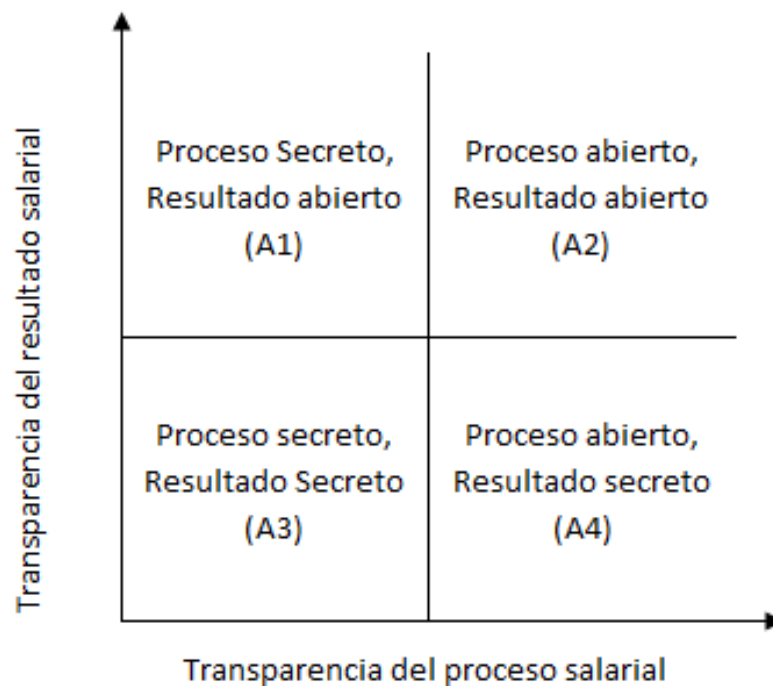 Transparencia del resultado salarial
Proceso Secreto,
Resultado abierto
(A1)
Proceso abierto,
Resultado abierto
(A2)
Proceso secreto,
Resultado Secreto
(A3)
Proceso abierto,
Resultado secreto
(A4)
Transparencia del proceso salarial